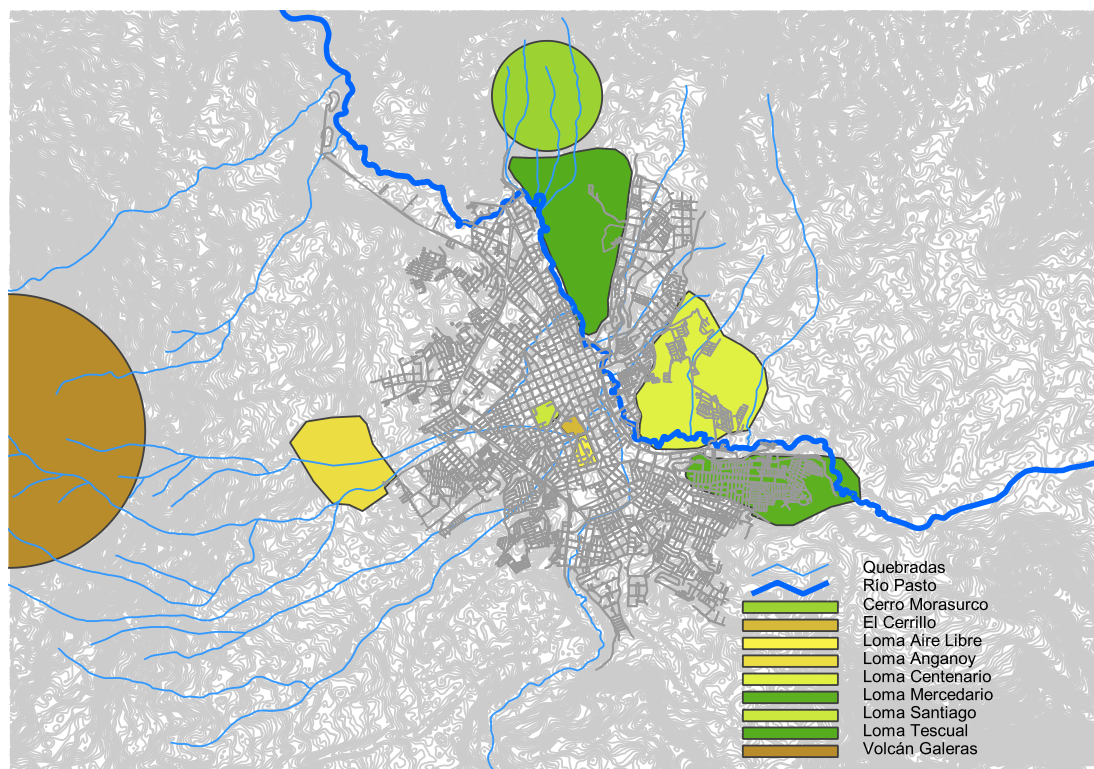 Quebradas
Río Pasto
Cerro Morasurco
El Cerrillo
Loma Aire Libre
Loma Anganoy
Loma Centenario
Loma Mercedario
Loma Santiago
Loma Tescual
Volcán Galeras